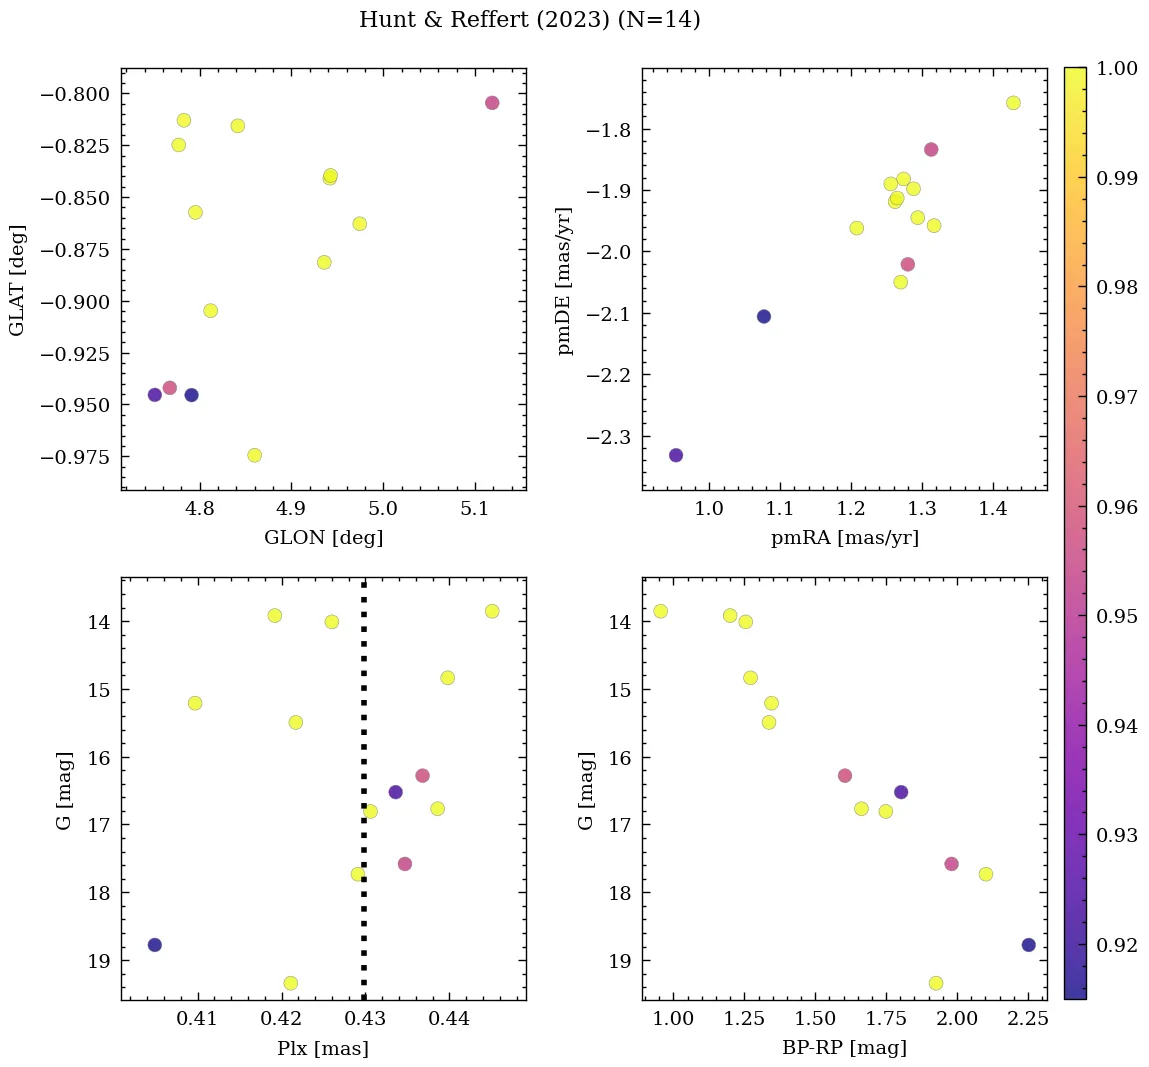 Hunt & Reffert (2023) (N=14)
−0.800
−0.825
−0.850
−0.875
−0.900
−0.925
−0.950
−0.975
GLAT [deg]
4.8 4.9 5.0 5.1
GLON [deg]
−1.8
−1.9
−2.0
−2.1
−2.2
−2.3
pmDE [mas/yr]
1.0 1.1 1.2 1.3 1.4
pmRA [mas/yr]
14
15
16
17
18
19
G [mag]
0.41 0.42 0.43 0.44
Plx [mas]
14
15
16
17
18
19
G [mag]
1.00 1.25 1.50 1.75 2.00 2.25
BP-RP [mag]
1.00
0.99
0.98
0.97
0.96
0.95
0.94
0.93
0.92